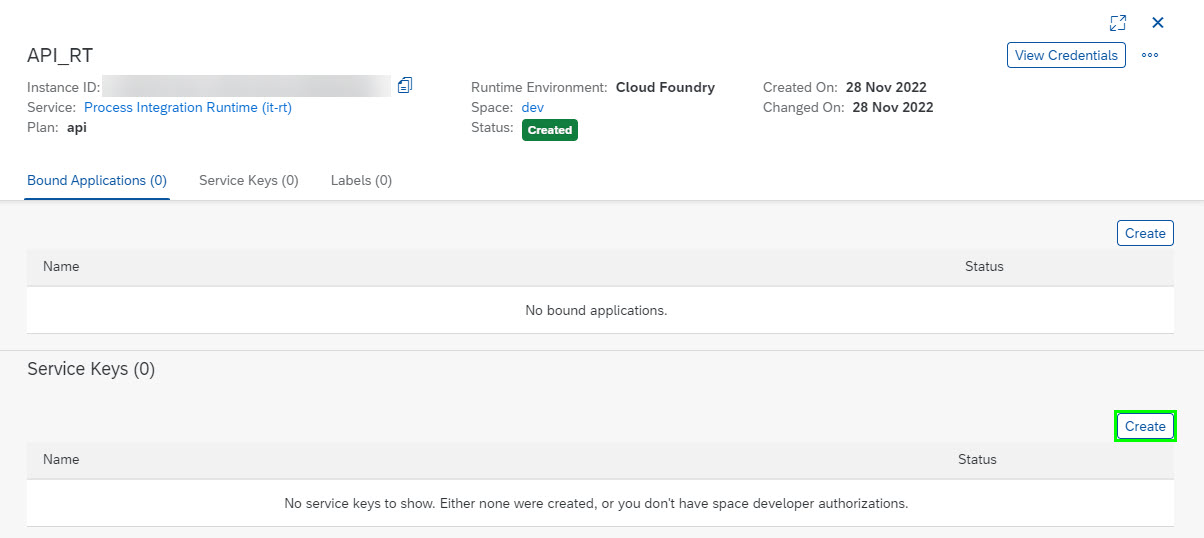 API_RT
View Credentials
Instance ID:
Runtime Environment: Cloud Foundry
Created On: 28 Nov 2022
Service: Process Integration Runtime (it-rt)
Space: dev
Changed On: 28 Nov 2022
Plan: api
Status: Created
Bound Applications (0) Service Keys (0) Labels (0)
Create
Name Status
No bound applications.
Service Keys (0)
Create
Name Status
No service keys to show. Either none were created, or you don't have space developer authorizations.